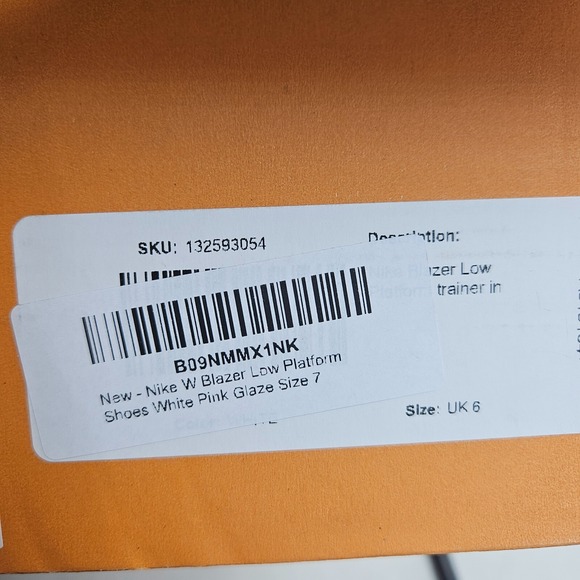 SKU: 132593054
Description:
Blazer Low
trainer in
B09NMMX1NK
New - Nike W Blazer Low Platform
Shoes White Pink Glaze Size 7
Size: UK 6